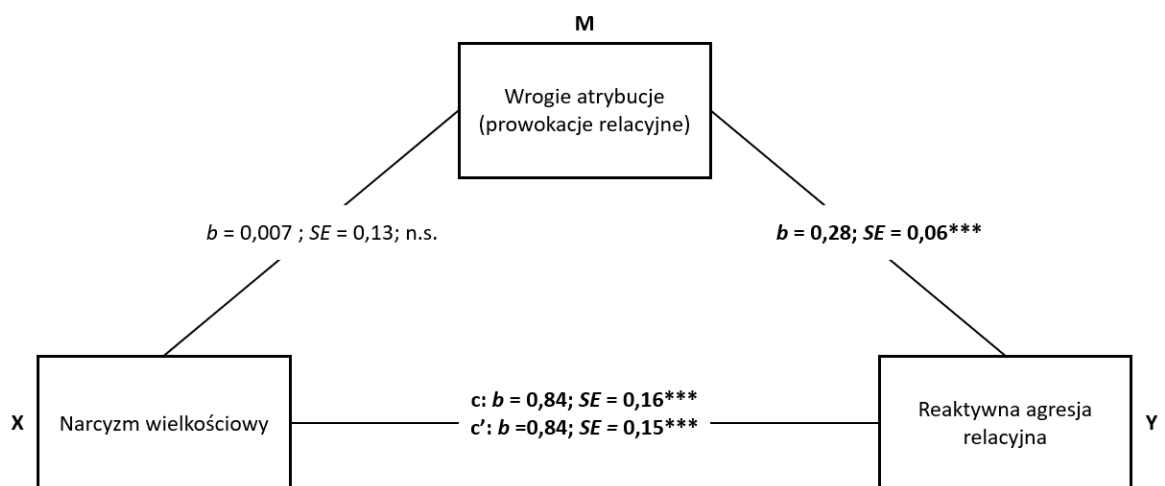 M
Wrogie atrybucje
(prowokacje relacyjne)
b = 0,007 ; SE = 0,13; n.s.
b = 0,28; SE = 0,06***
X
Narcyzm wielkościowy
c: b = 0,84; SE = 0,16***
c’: b =0,84; SE = 0,15***
Reaktywna agresja
relacyjna
Y